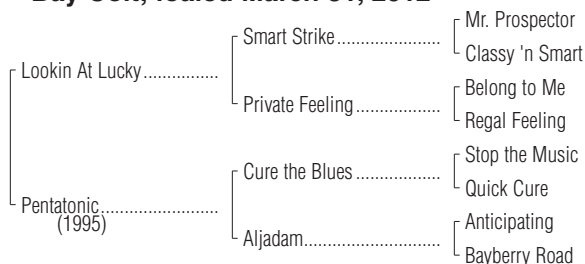 Bay Colt, foaled March 31, 2012
Mr. Prospector
Smart Strike....................
Classy 'n Smart
Lookin At Lucky................
Belong to Me
Private Feeling................
Regal Feeling
Stop the Music
Cure the Blues.................
Quick Cure
Pentatonic.........................
(1995)
Anticipating
Aljadam.............................
Bayberry Road